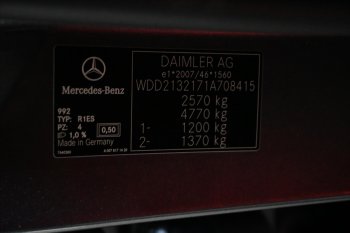 DAIMLER AG
e1*2007/46*1560
WDD2132171A708415
2570 kg
4770 kg
1- 1200 kg
2- 1370 kg
Mercedes-Benz
992
TYP: R1ES
PZ: 4 0,50
1,0 %
Made in Germany